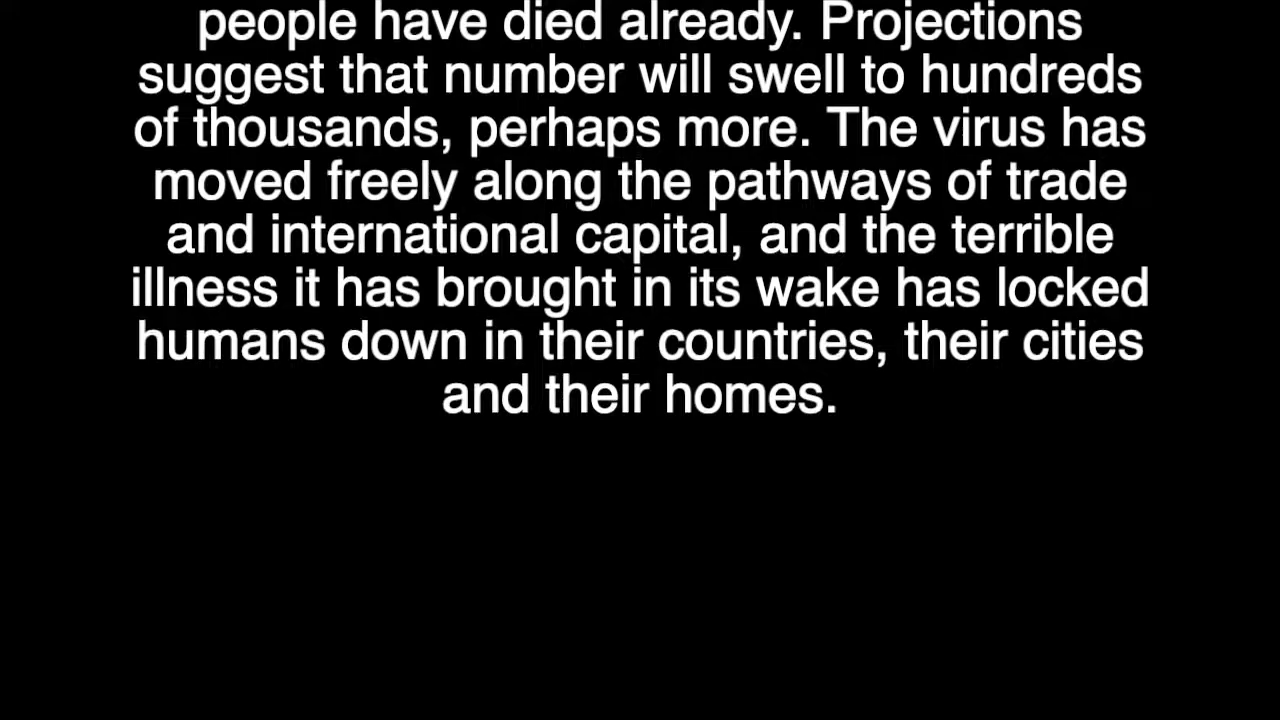 people have died already. Projections
suggest that number will swell to hundreds
of thousands, perhaps more. The virus has
moved freely along the pathways of trade
and international capital, and the terrible
illness it has brought in its wake has locked
humans down in their countries, their cities
and their homes.